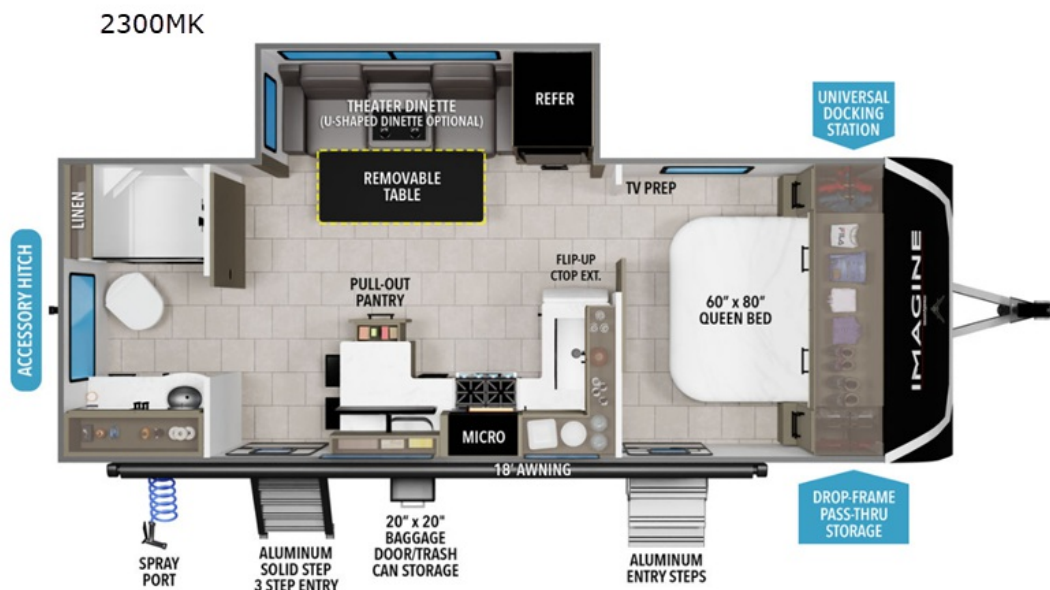 2300MK
THEATER DINETTE
(U-SHAPED DINETTE OPTIONAL)
REFER
UNIVERSAL
DOCKING
STATION
LINEN
REMOVABLE
TABLE
TV PREP
ACCESSORY HITCH
PULL-OUT
PANTRY
FLIP-UP
CTOP EXT.
60" x 80"
QUEEN BED
IMAGINE
MICRO
18' AWNING
SPRAY
PORT
ALUMINUM
SOLID STEP
3 STEP ENTRY
20" x 20"
BAGGAGE
DOOR/TRASH
CAN STORAGE
ALUMINUM
ENTRY STEPS
DROP-FRAME
PASS-THRU
STORAGE